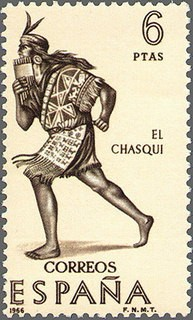 6
PTAS
EL
CHASQUI
CORREOS
ESPAÑA
1966 F.N.M.T.